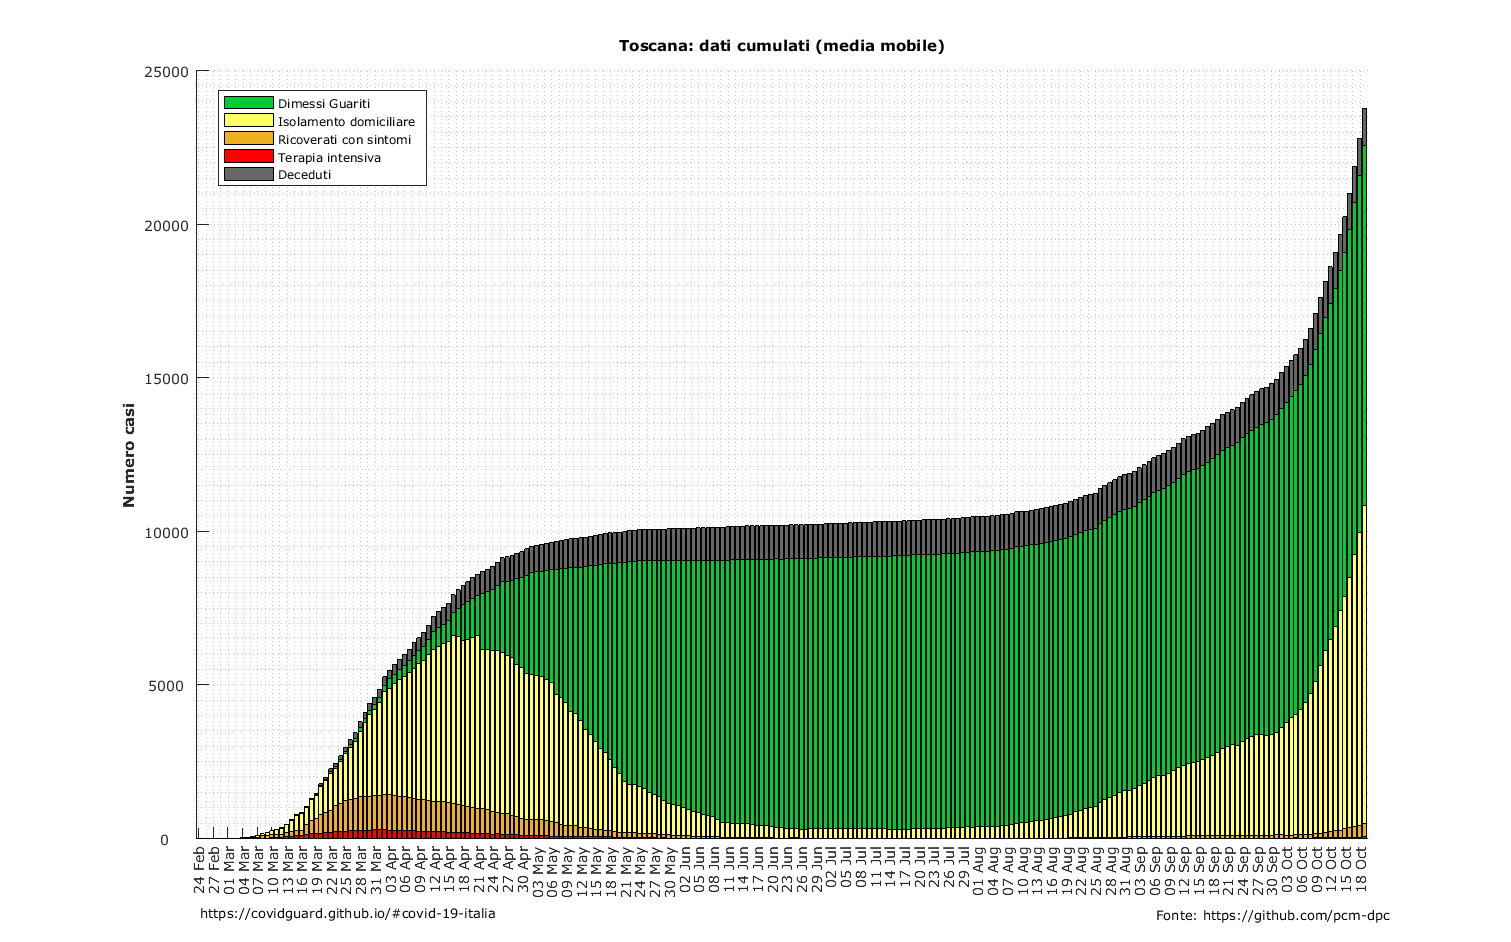 Toscana: dati cumulati (media mobile)
25000
20000
15000
10000
5000
0
Numero casi
Dimessi Guariti
Isolamento domiciliare
Ricoverati con sintomi
Terapia intensiva
Deceduti
24 Feb
27 Feb
01 Mar
04 Mar
07 Mar
10 Mar
13 Mar
16 Mar
19 Mar
22 Mar
25 Mar
28 Mar
31 Mar
03 Apr
06 Apr
09 Apr
12 Apr
15 Apr
18 Apr
21 Apr
24 Apr
27 Apr
30 Apr
03 May
06 May
09 May
12 May
15 May
18 May
21 May
24 May
27 May
30 May
02 Jun
05 Jun
08 Jun
11 Jun
14 Jun
17 Jun
20 Jun
23 Jun
26 Jun
29 Jun
02 Jul
05 Jul
08 Jul
11 Jul
14 Jul
17 Jul
20 Jul
23 Jul
26 Jul
29 Jul
01 Aug
04 Aug
07 Aug
10 Aug
13 Aug
16 Aug
19 Aug
22 Aug
25 Aug
28 Aug
31 Aug
03 Sep
06 Sep
09 Sep
12 Sep
15 Sep
18 Sep
21 Sep
24 Sep
27 Sep
30 Sep
03 Oct
06 Oct
09 Oct
12 Oct
15 Oct
18 Oct
https://covidguard.github.io/#covid-19-italia
Fonte: https://github.com/pcm-dpc